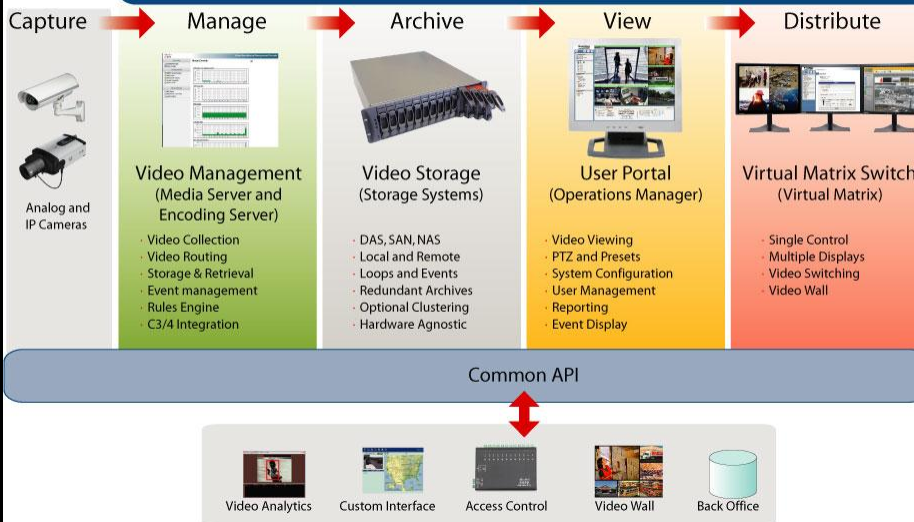 Capture
Manage
Archive
View
Distribute
Analog and
IP Cameras
Video Management
(Media Server and
Encoding Server)
· Video Collection
· Video Routing
· Storage & Retrieval
· Event management
· Rules Engine
· C3/4 Integration
Video Storage
(Storage Systems)
· DAS, SAN, NAS
· Local and Remote
· Loops and Events
· Redundant Archives
· Optional Clustering
· Hardware Agnostic
User Portal
(Operations Manager)
· Video Viewing
· PTZ and Presets
· System Configuration
· User Management
· Reporting
· Event Display
Virtual Matrix Switch
(Virtual Matrix)
· Single Control
· Multiple Displays
· Video Switching
· Video Wall
Common API
Video Analytics
Custom Interface
Access Control
Video Wall
Back Office